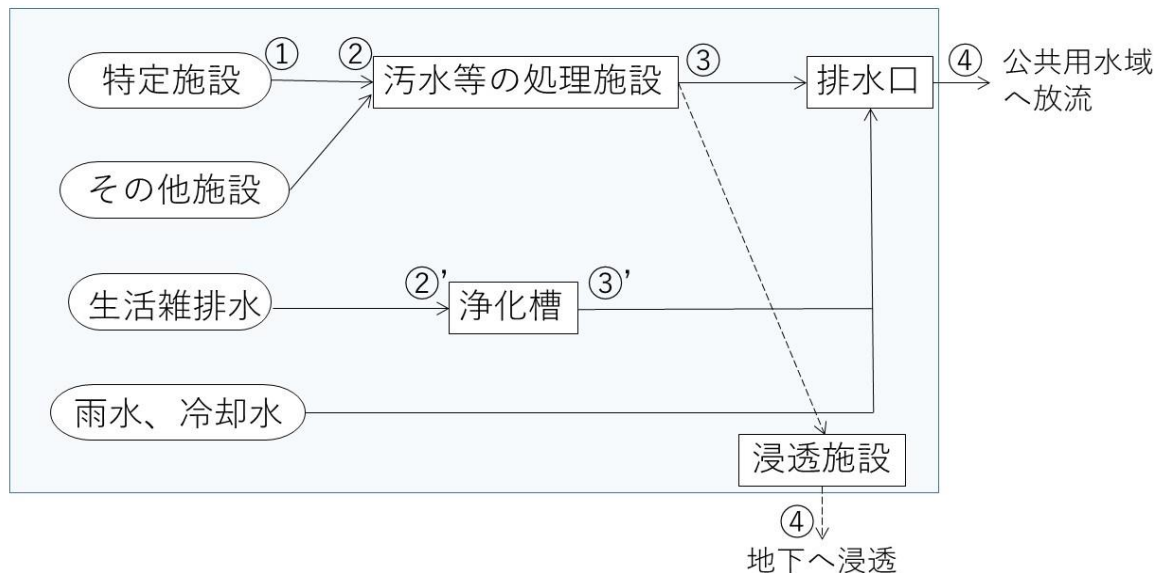 特定施設
①
②
汚水等の処理施設
③
排水口
④
公共用水域
へ放流
その他施設
生活雑排水
②'
浄化槽
③'
雨水、冷却水
浸透施設
④
地下へ浸透